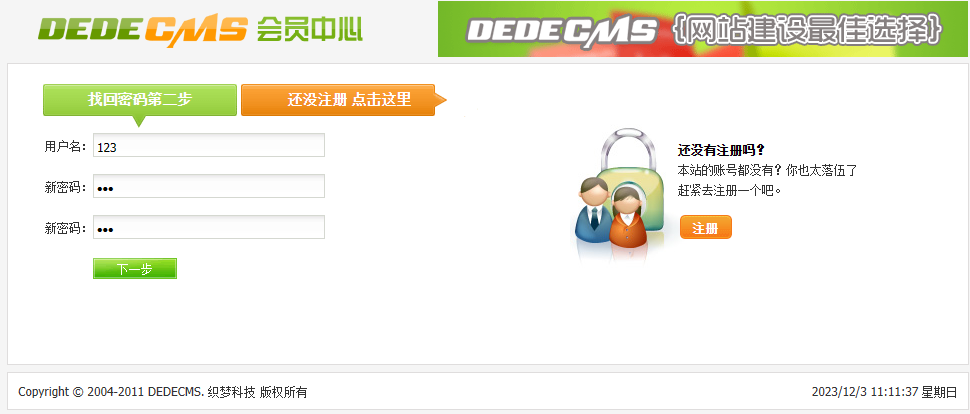 DEDECMS 会员中心
DEDECMS {网站建设最佳选择}
找回密码第二步
还没注册 点击这里
用户名： 123
新密码： •••
新密码： •••
下一步
还没有注册吗？
本站的账号都没有？你也太落伍了
赶紧去注册一个吧。
注册
Copyright © 2004-2011 DEDECMS. 织梦科技 版权所有
2023/12/3 11:11:37 星期日